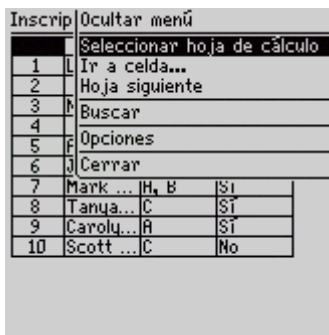 Inscrip
Ocultar menú
Seleccionar hoja de cálculo
1 L Ir a celda...
2 Hoja siguiente
3 Buscar
4
5 Opciones
6 J Cerrar
7 Mark ... H, B Sí
8 Tanya... C Sí
9 Caroly... A Sí
10 Scott ... C No